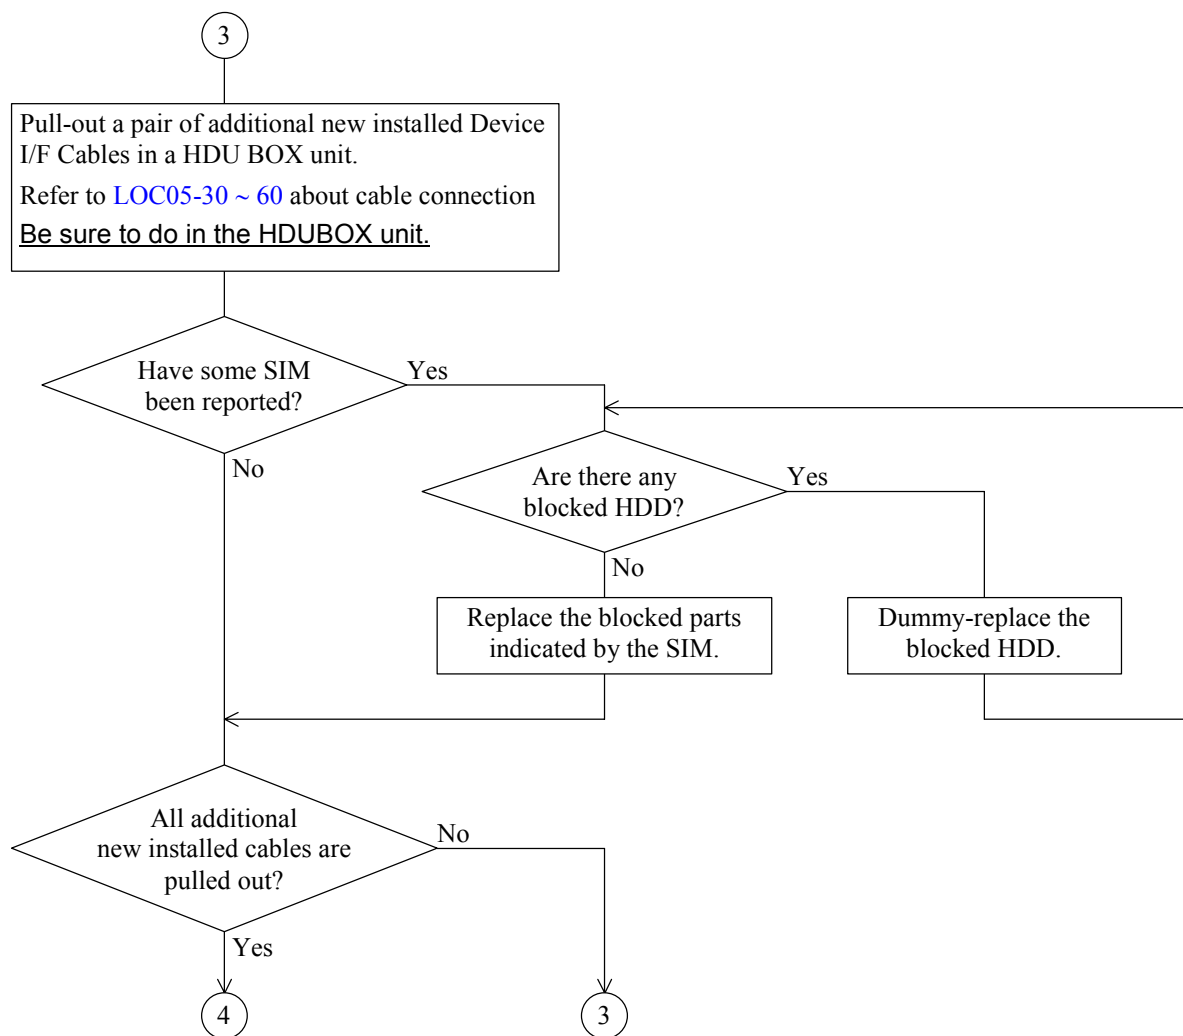 3
Pull-out a pair of additional new installed Device
I/F Cables in a HDU BOX unit.
Refer to LOC05-30 ~ 60 about cable connection
Be sure to do in the HDUBOX unit.
Have some SIM
been reported?
Yes
No
Are there any
blocked HDD?
Yes
No
Replace the blocked parts
indicated by the SIM.
Dummy-replace the
blocked HDD.
All additional
new installed cables are
pulled out?
No
Yes
4
3